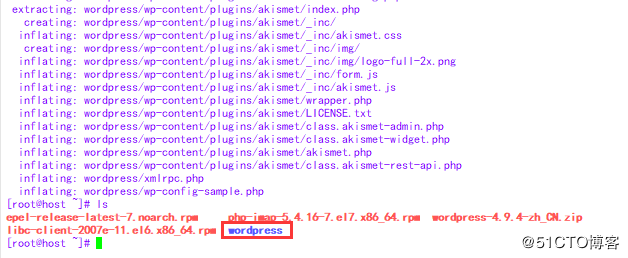 extracting: wordpress/wp-content/plugins/akismet/index.php
creating: wordpress/wp-content/plugins/akismet/_inc/
inflating: wordpress/wp-content/plugins/akismet/_inc/akismet.css
creating: wordpress/wp-content/plugins/akismet/_inc/img/
inflating: wordpress/wp-content/plugins/akismet/_inc/img/logo-full-2x.png
inflating: wordpress/wp-content/plugins/akismet/_inc/form.js
inflating: wordpress/wp-content/plugins/akismet/_inc/akismet.js
inflating: wordpress/wp-content/plugins/akismet/wrapper.php
inflating: wordpress/wp-content/plugins/akismet/LICENSE.txt
inflating: wordpress/wp-content/plugins/akismet/class.akismet-admin.php
inflating: wordpress/wp-content/plugins/akismet/class.akismet-widget.php
inflating: wordpress/wp-content/plugins/akismet/akismet.php
inflating: wordpress/wp-content/plugins/akismet/class.akismet-rest-api.php
inflating: wordpress/xmlrpc.php
inflating: wordpress/wp-config-sample.php
[root@host ~]# ls
epel-release-latest-7.noarch.rpm php-imap-5.4.16-7.el7.x86_64.rpm wordpress-4.9.4-zh_CN.zip
libc-client-2007e-11.el6.x86_64.rpm wordpress
[root@host ~]#
@51CTO博客